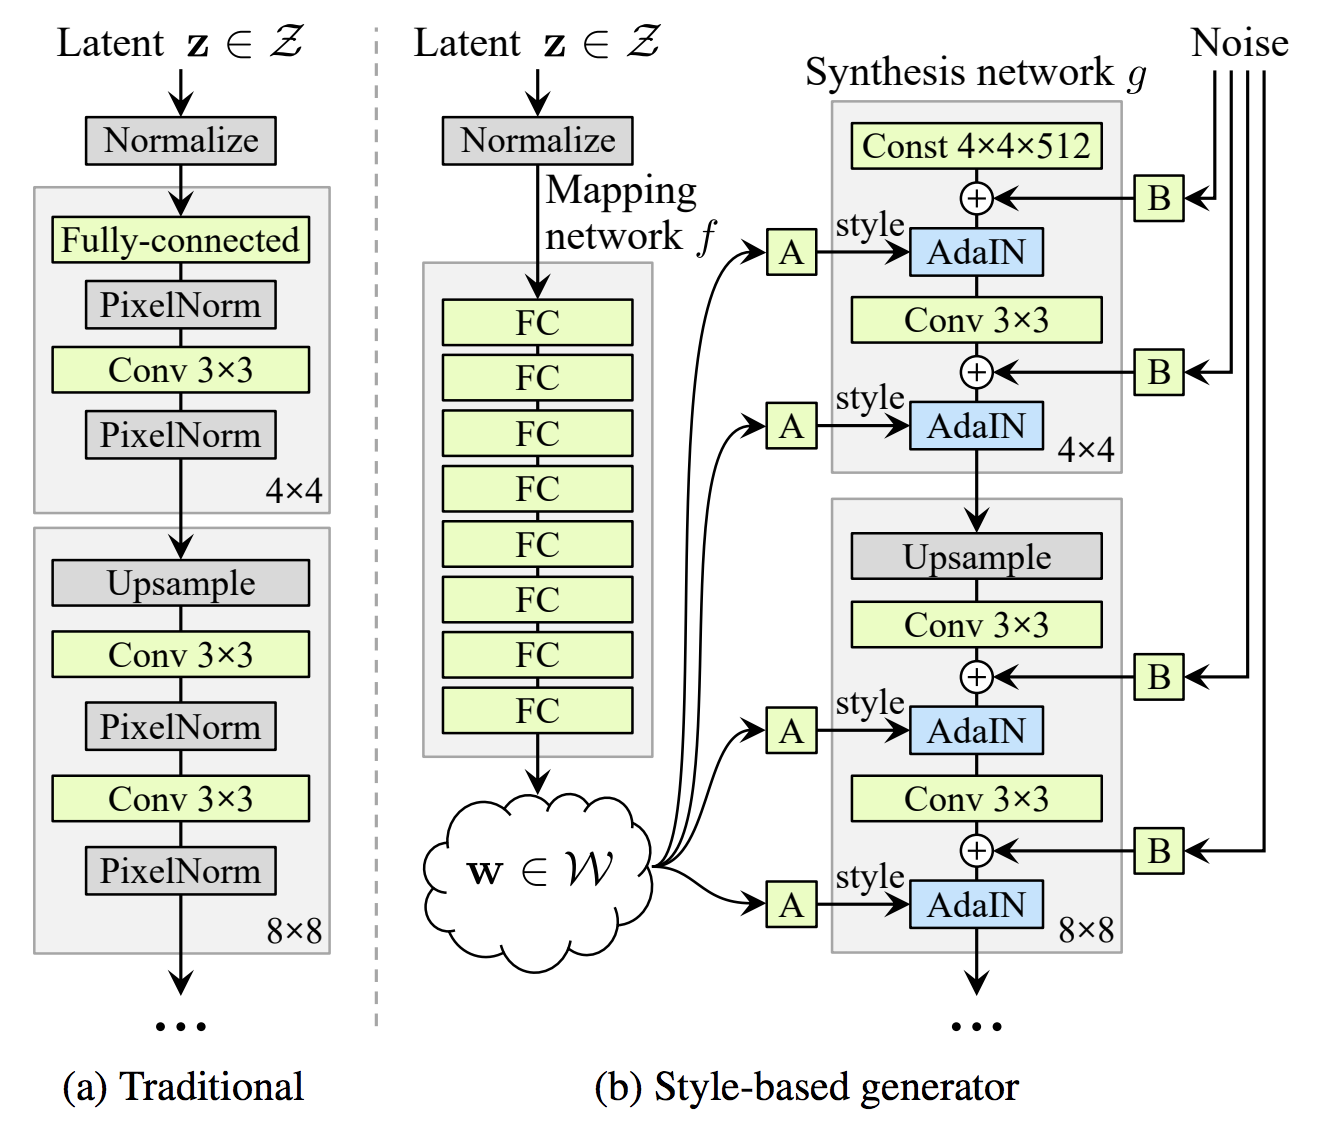 Latent z ∈ 𝒵
Normalize
Fully-connected
PixelNorm
Conv 3×3
PixelNorm
4×4
Upsample
Conv 3×3
PixelNorm
Conv 3×3
PixelNorm
8×8
...
(a) Traditional
Latent z ∈ 𝒵
Normalize
Mapping
network f
FC
FC
FC
FC
FC
FC
FC
FC
w ∈ 𝒲
A
style
A
style
A
style
A
style
Synthesis network g
Const 4×4×512
+
AdaIN
Conv 3×3
+
AdaIN
4×4
Upsample
Conv 3×3
+
AdaIN
Conv 3×3
+
AdaIN
8×8
...
Noise
B
B
B
B
(b) Style-based generator